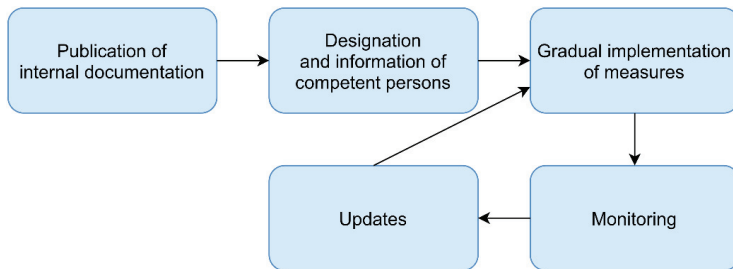 Publication of
internal documentation
Designation
and information of
competent persons
Gradual implementation
of measures
Updates
Monitoring